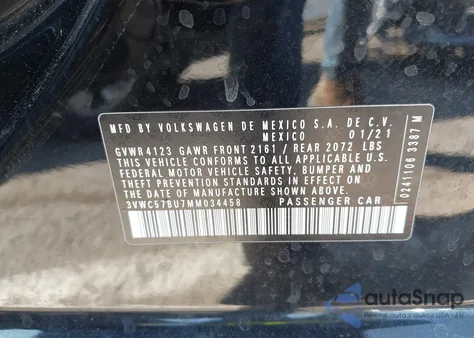 MFD BY VOLKSWAGEN DE MEXICO S.A. DE C.V.
MEXICO 01/21
GVWR 4123 GAWR FRONT 2161 / REAR 2072 LBS
THIS VEHICLE CONFORMS TO ALL APPLICABLE U.S.
FEDERAL MOTOR VEHICLE SAFETY, BUMPER AND
THEFT PREVENTION STANDARDS IN EFFECT ON
THE DATE OF MANUFACTURE SHOWN ABOVE.
3VWC57BU7MM034458 PASSENGER CAR
0241106 3387 M
autoSnap